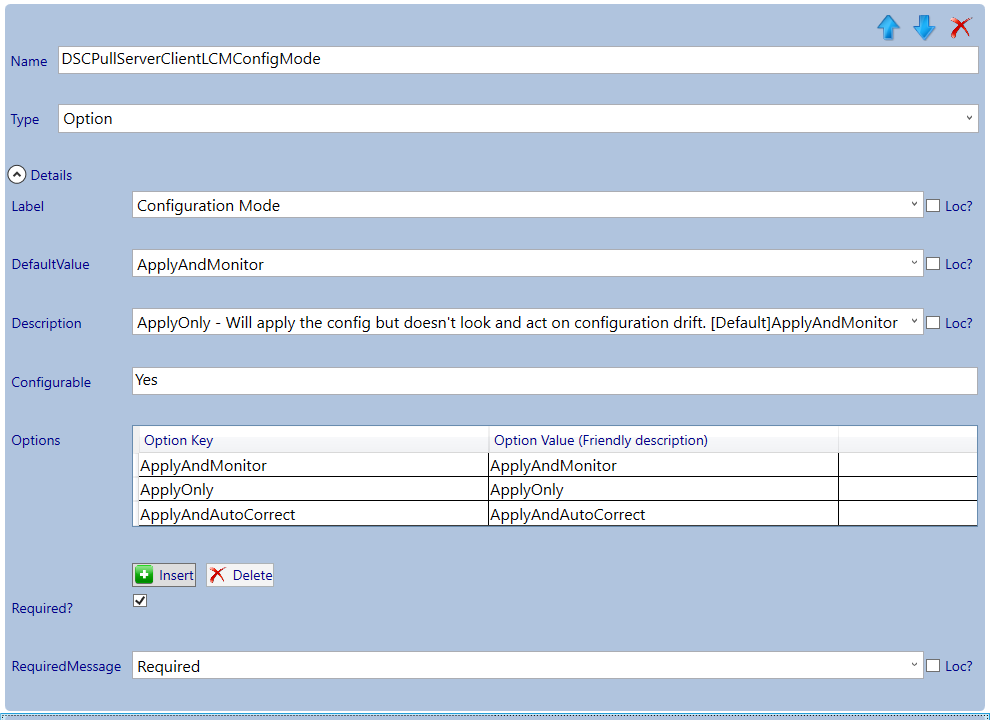 Name DSCPullServerClientLCMConfigMode
Type Option
Details
Label Configuration Mode Loc?
DefaultValue ApplyAndMonitor Loc?
Description ApplyOnly - Will apply the config but doesn't look and act on configuration drift. [Default]ApplyAndMonitor Loc?
Configurable Yes
Options Option Key Option Value (Friendly description)
ApplyAndMonitor ApplyAndMonitor
ApplyOnly ApplyOnly
ApplyAndAutoCorrect ApplyAndAutoCorrect
Insert Delete
Required?
RequiredMessage Required Loc?